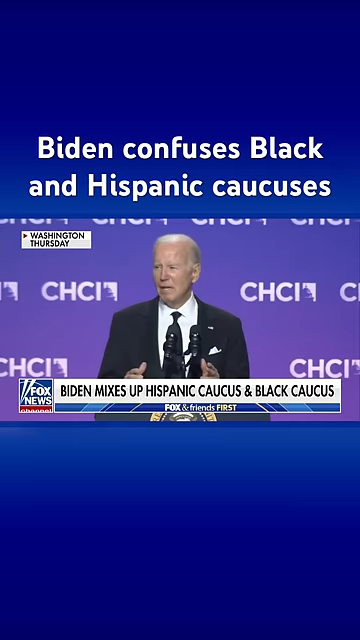 Biden confuses Black
and Hispanic caucuses
WASHINGTON
THURSDAY
CHCI
CHCI
CHCI
CHCI
CHCI
FOX
NEWS
channel
BIDEN MIXES UP HISPANIC CAUCUS & BLACK CAUCUS
FOX & friends FIRST